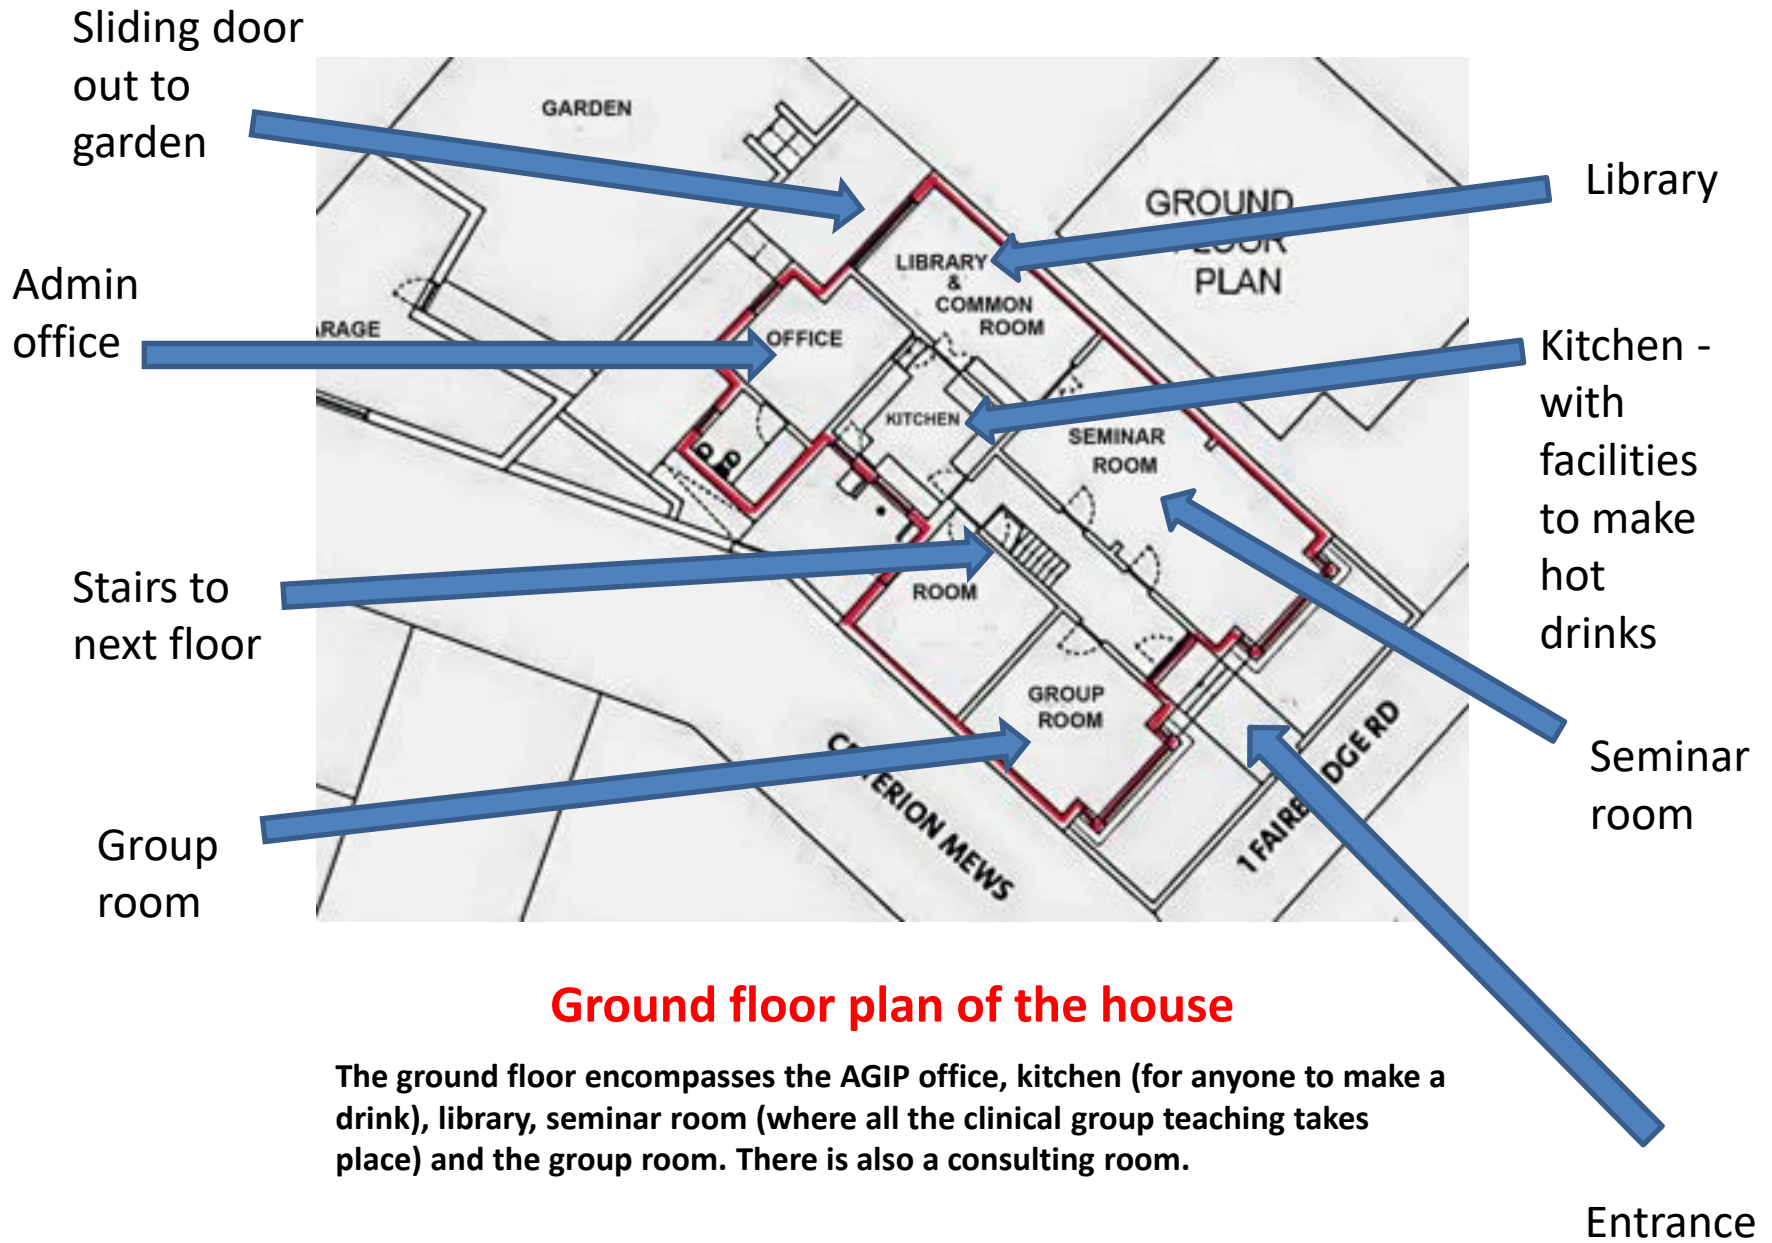 Sliding door
out to
garden
Admin
office
Stairs to
next floor
Group
room
GARDEN
GROUND
FLOOR
PLAN
LIBRARY
&
COMMON
ROOM
ARAGE
OFFICE
KITCHEN
SEMINAR
ROOM
ROOM
GROUP
ROOM
MEWS
RD
Library
Kitchen -
with
facilities
to make
hot
drinks
Seminar
room
Entrance
Ground floor plan of the house
The ground floor encompasses the AGIP office, kitchen (for anyone to make a
drink), library, seminar room (where all the clinical group teaching takes
place) and the group room. There is also a consulting room.